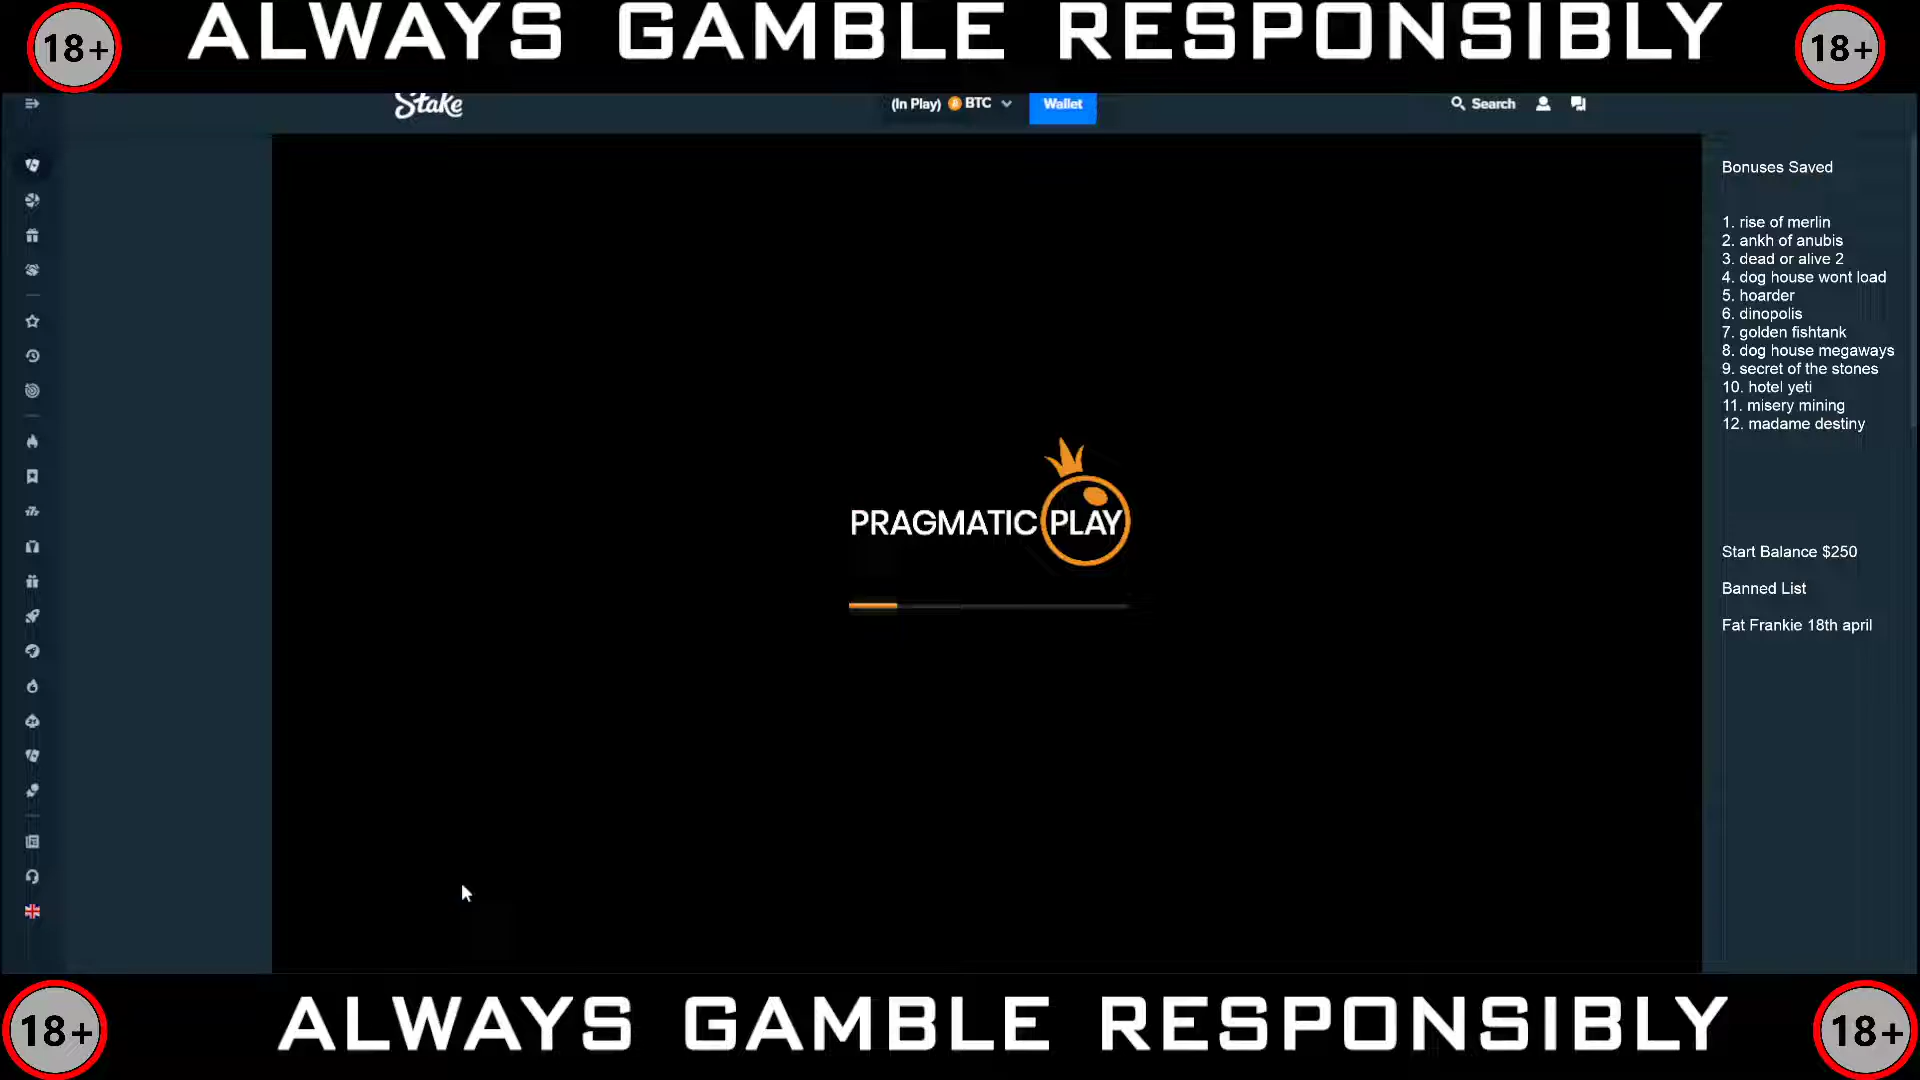 ALWAYS GAMBLE RESPONSIBLY
18+
18+
Stake
(In Play) BTC
Wallet
Search
Bonuses Saved
1. rise of merlin
2. ankh of anubis
3. dead or alive 2
4. dog house wont load
5. hoarder
6. dinopolis
7. golden fishtank
8. dog house megaways
9. secret of the stones
10. hotel yeti
11. misery mining
12. madame destiny
PRAGMATIC PLAY
Start Balance $250
Banned List
Fat Frankie 18th april
18+
ALWAYS GAMBLE RESPONSIBLY
18+